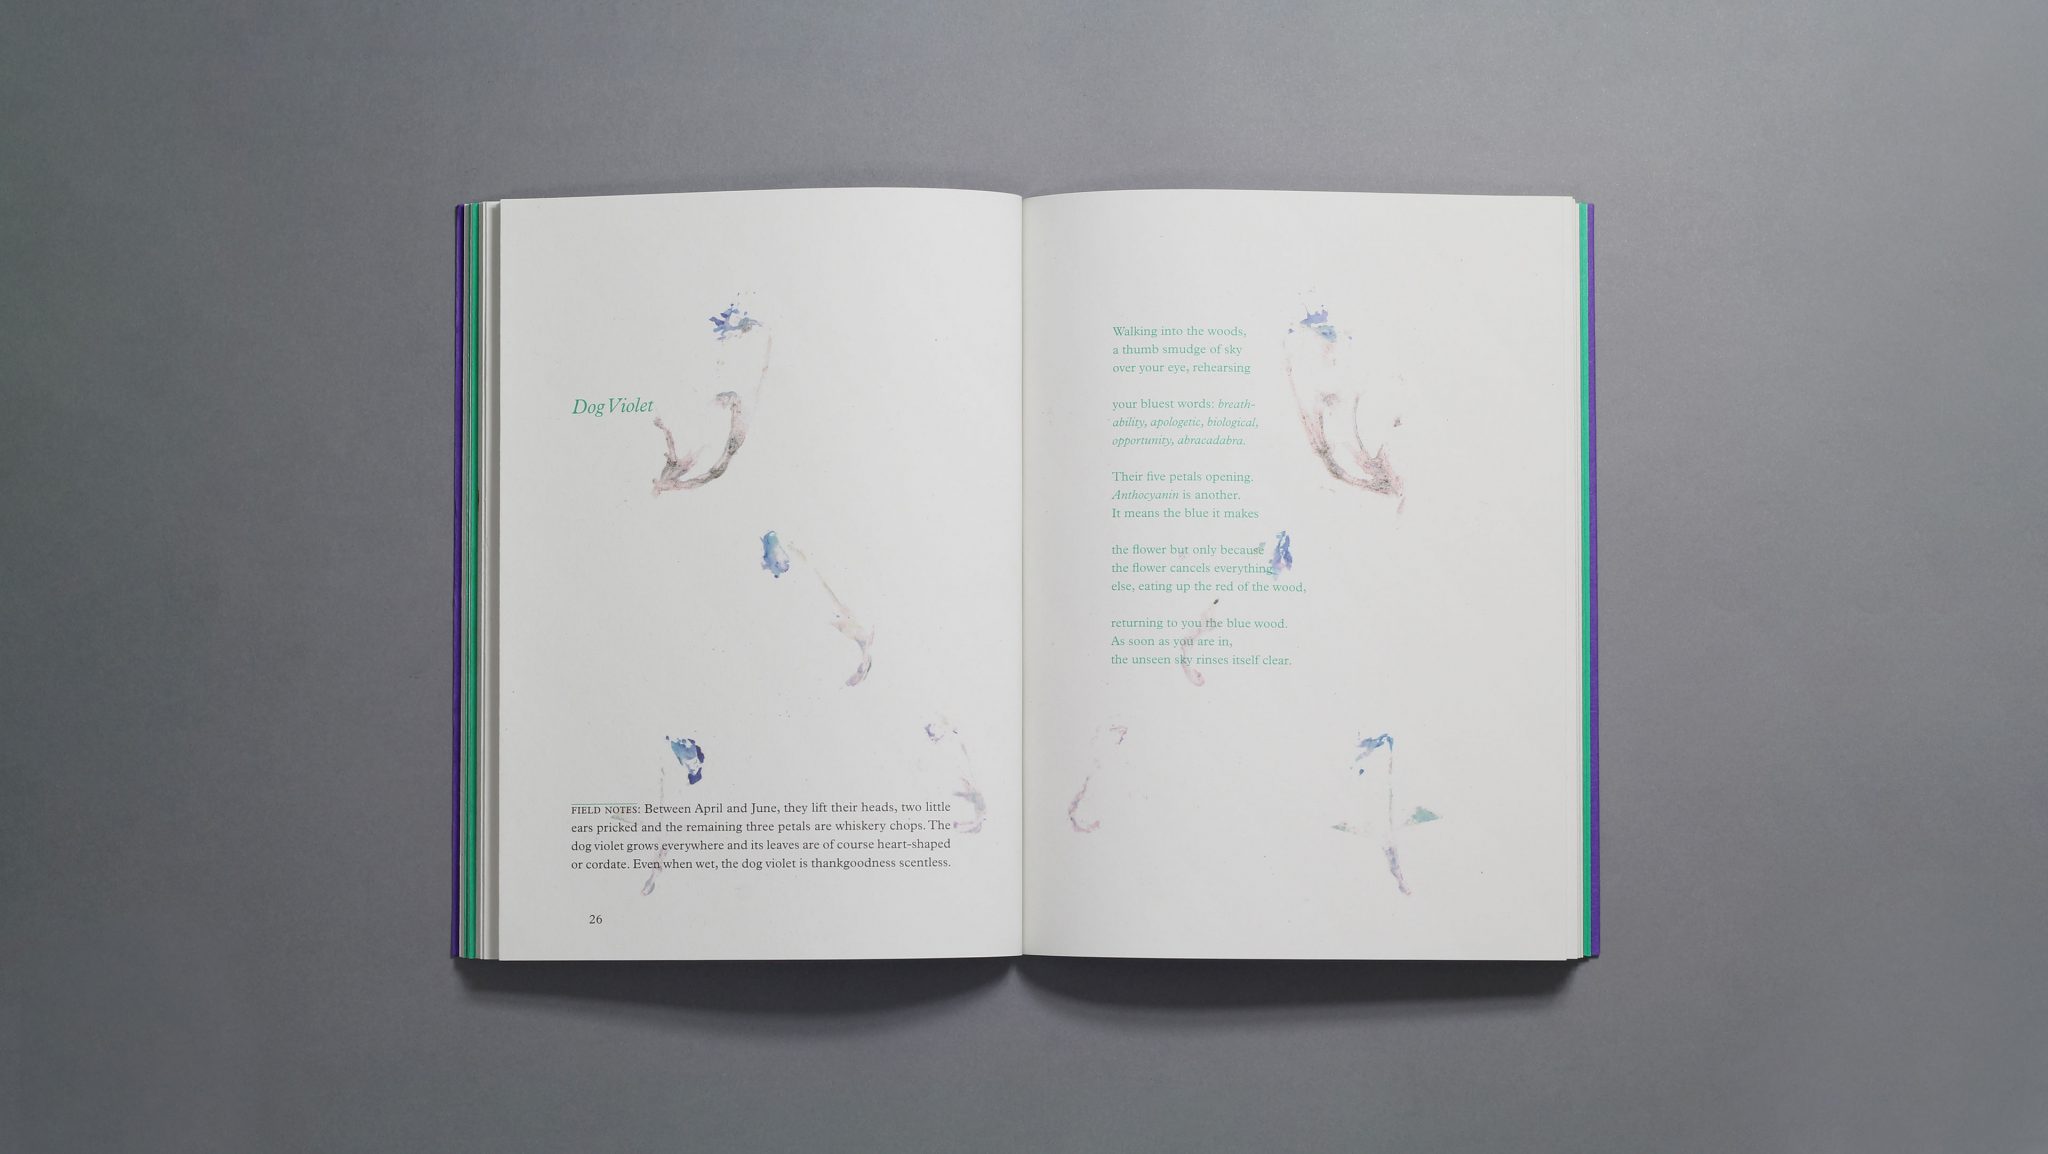 Dog Violet
FIELD NOTES: Between April and June, they lift their heads, two little
ears pricked and the remaining three petals are whiskery chops. The
dog violet grows everywhere and its leaves are of course heart-shaped
or cordate. Even when wet, the dog violet is thankgoodness scentless.
26
Walking into the woods,
a thumb smudge of sky
over your eye, rehearsing
your bluest words: breath-
ability, apologetic, biological,
opportunity, abracadabra.
Their five petals opening.
Anthocyanin is another.
It means the blue it makes
the flower but only because
the flower cancels everything
else, eating up the red of the wood,
returning to you the blue wood.
As soon as you are in,
the unseen sky rinses itself clear.